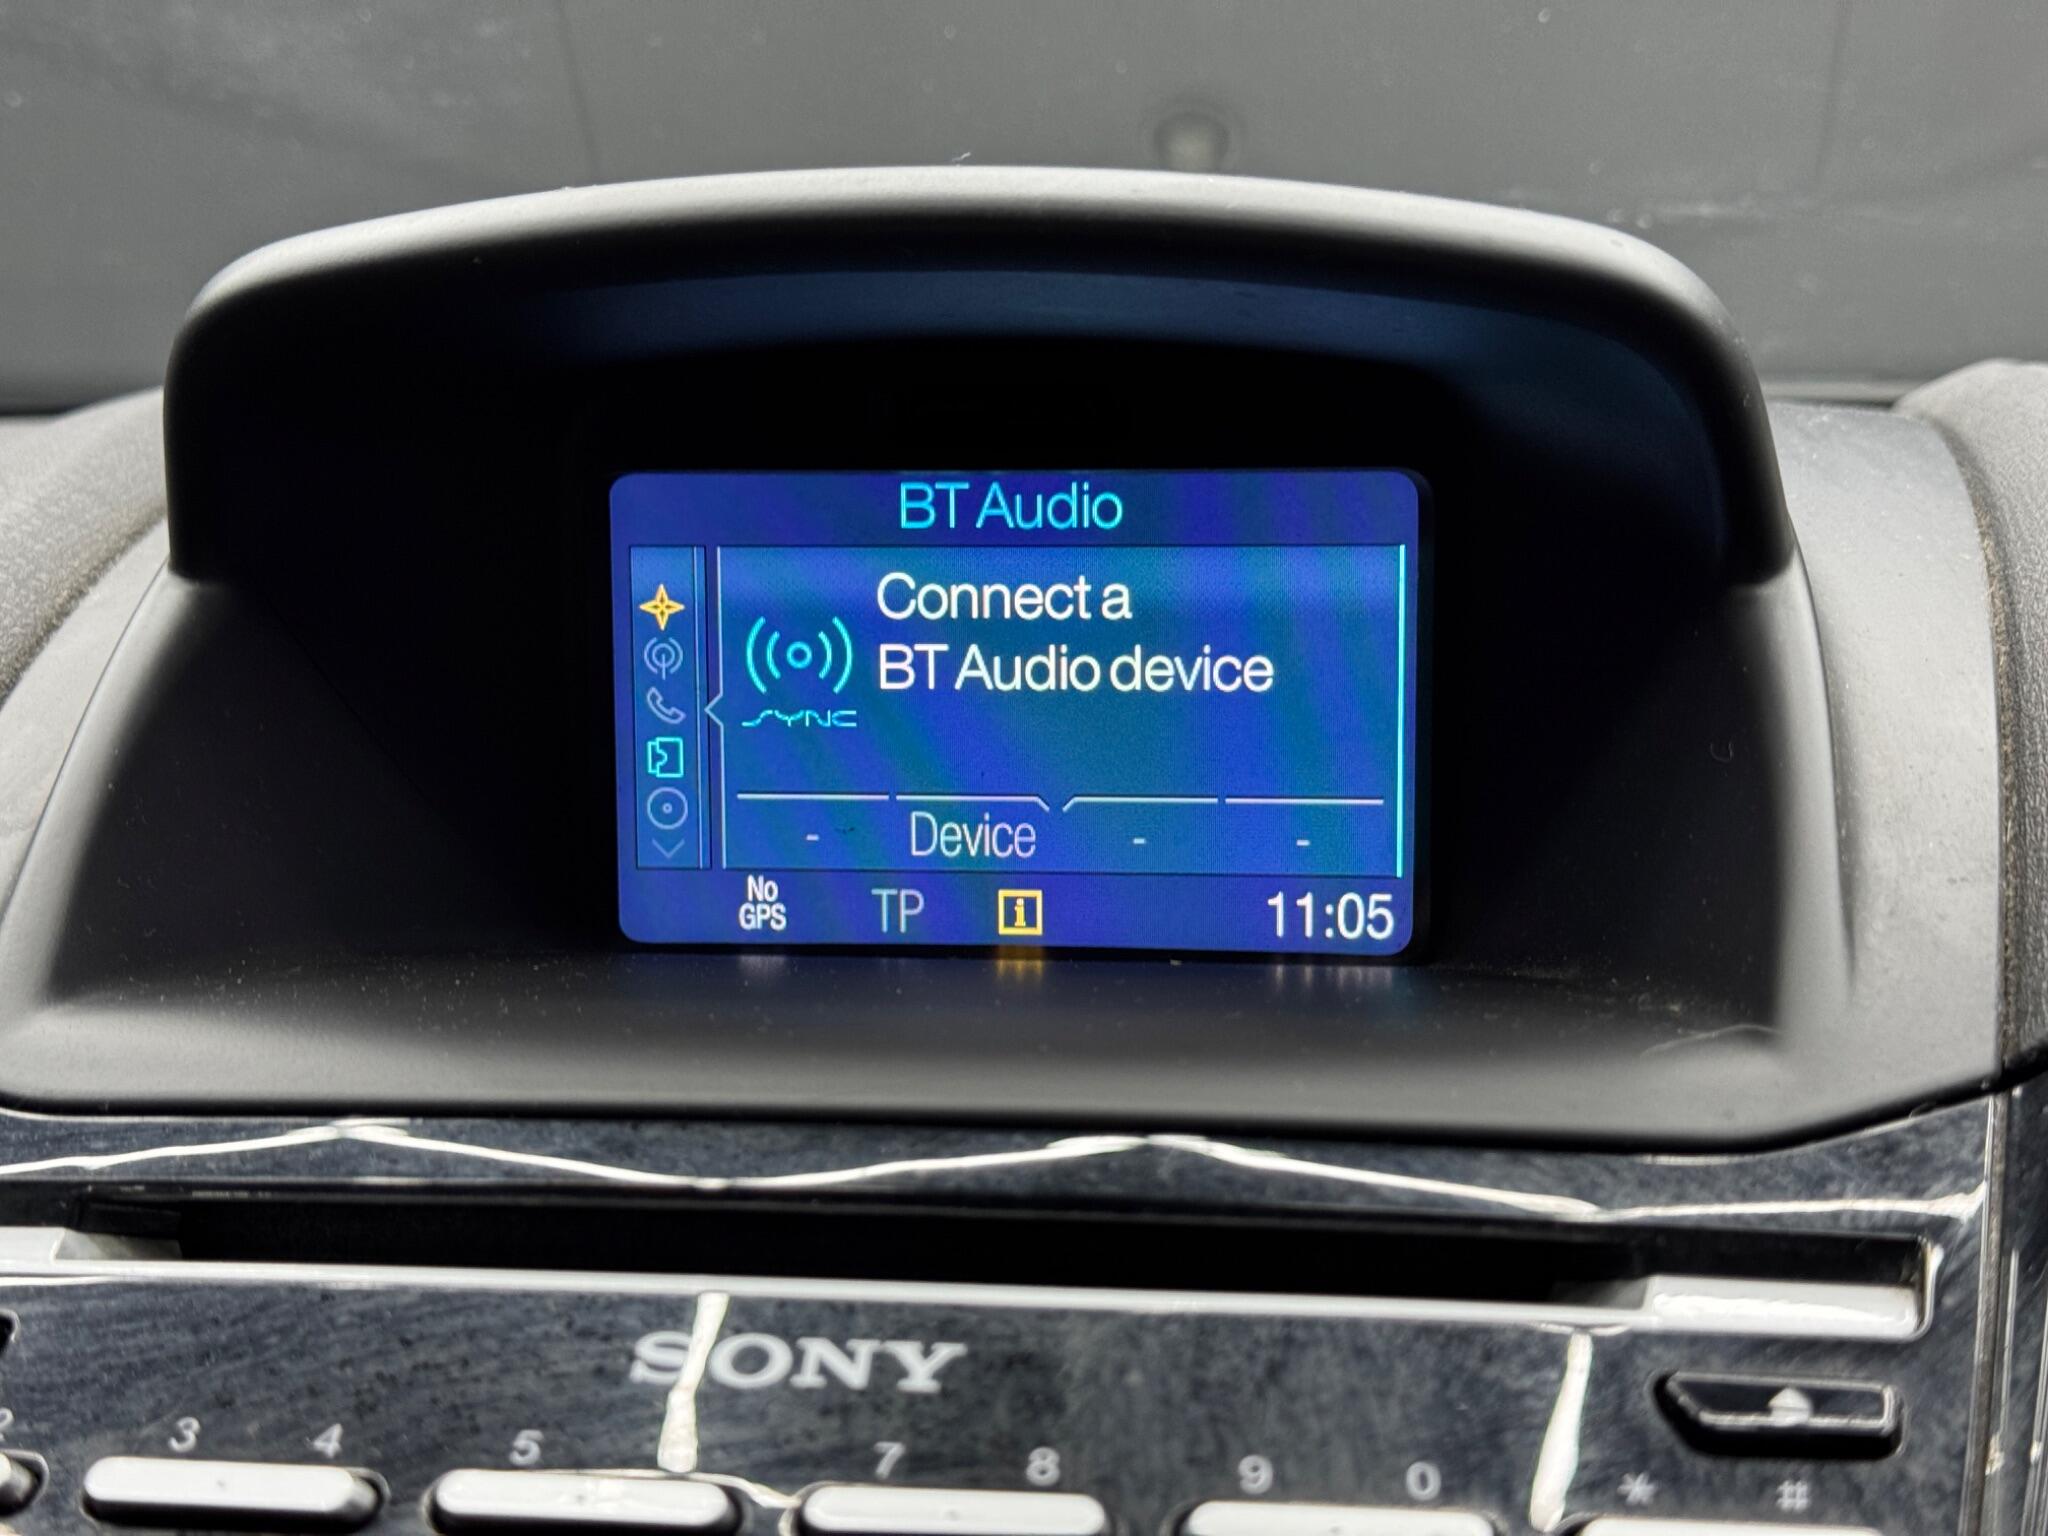 BT Audio
Connect a
BT Audio device
SYNC
- Device - -
No
GPS
TP i 11:05
SONY
2 3 4 5 7 8 9 0 * #